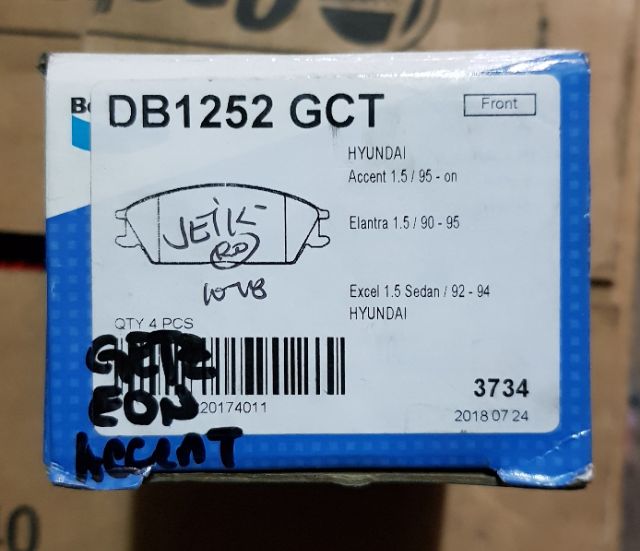 Be
DB1252 GCT
Front
HYUNDAI
Accent 1.5 / 95 - on
Elantra 1.5 / 90 - 95
Excel 1.5 Sedan / 92 - 94
HYUNDAI
QTY 4 PCS
GETZ
EON
ACCENT
20174011
3734
2018 07 24